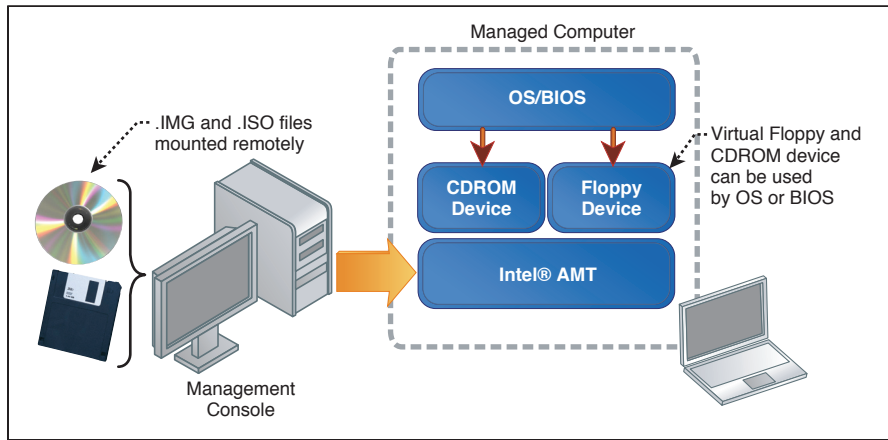 Managed Computer
.IMG and .ISO files
mounted remotely
OS/BIOS
Virtual Floppy and
CDROM device
can be used
by OS or BIOS
CDROM
Device
Floppy
Device
Intel® AMT
Management
Console